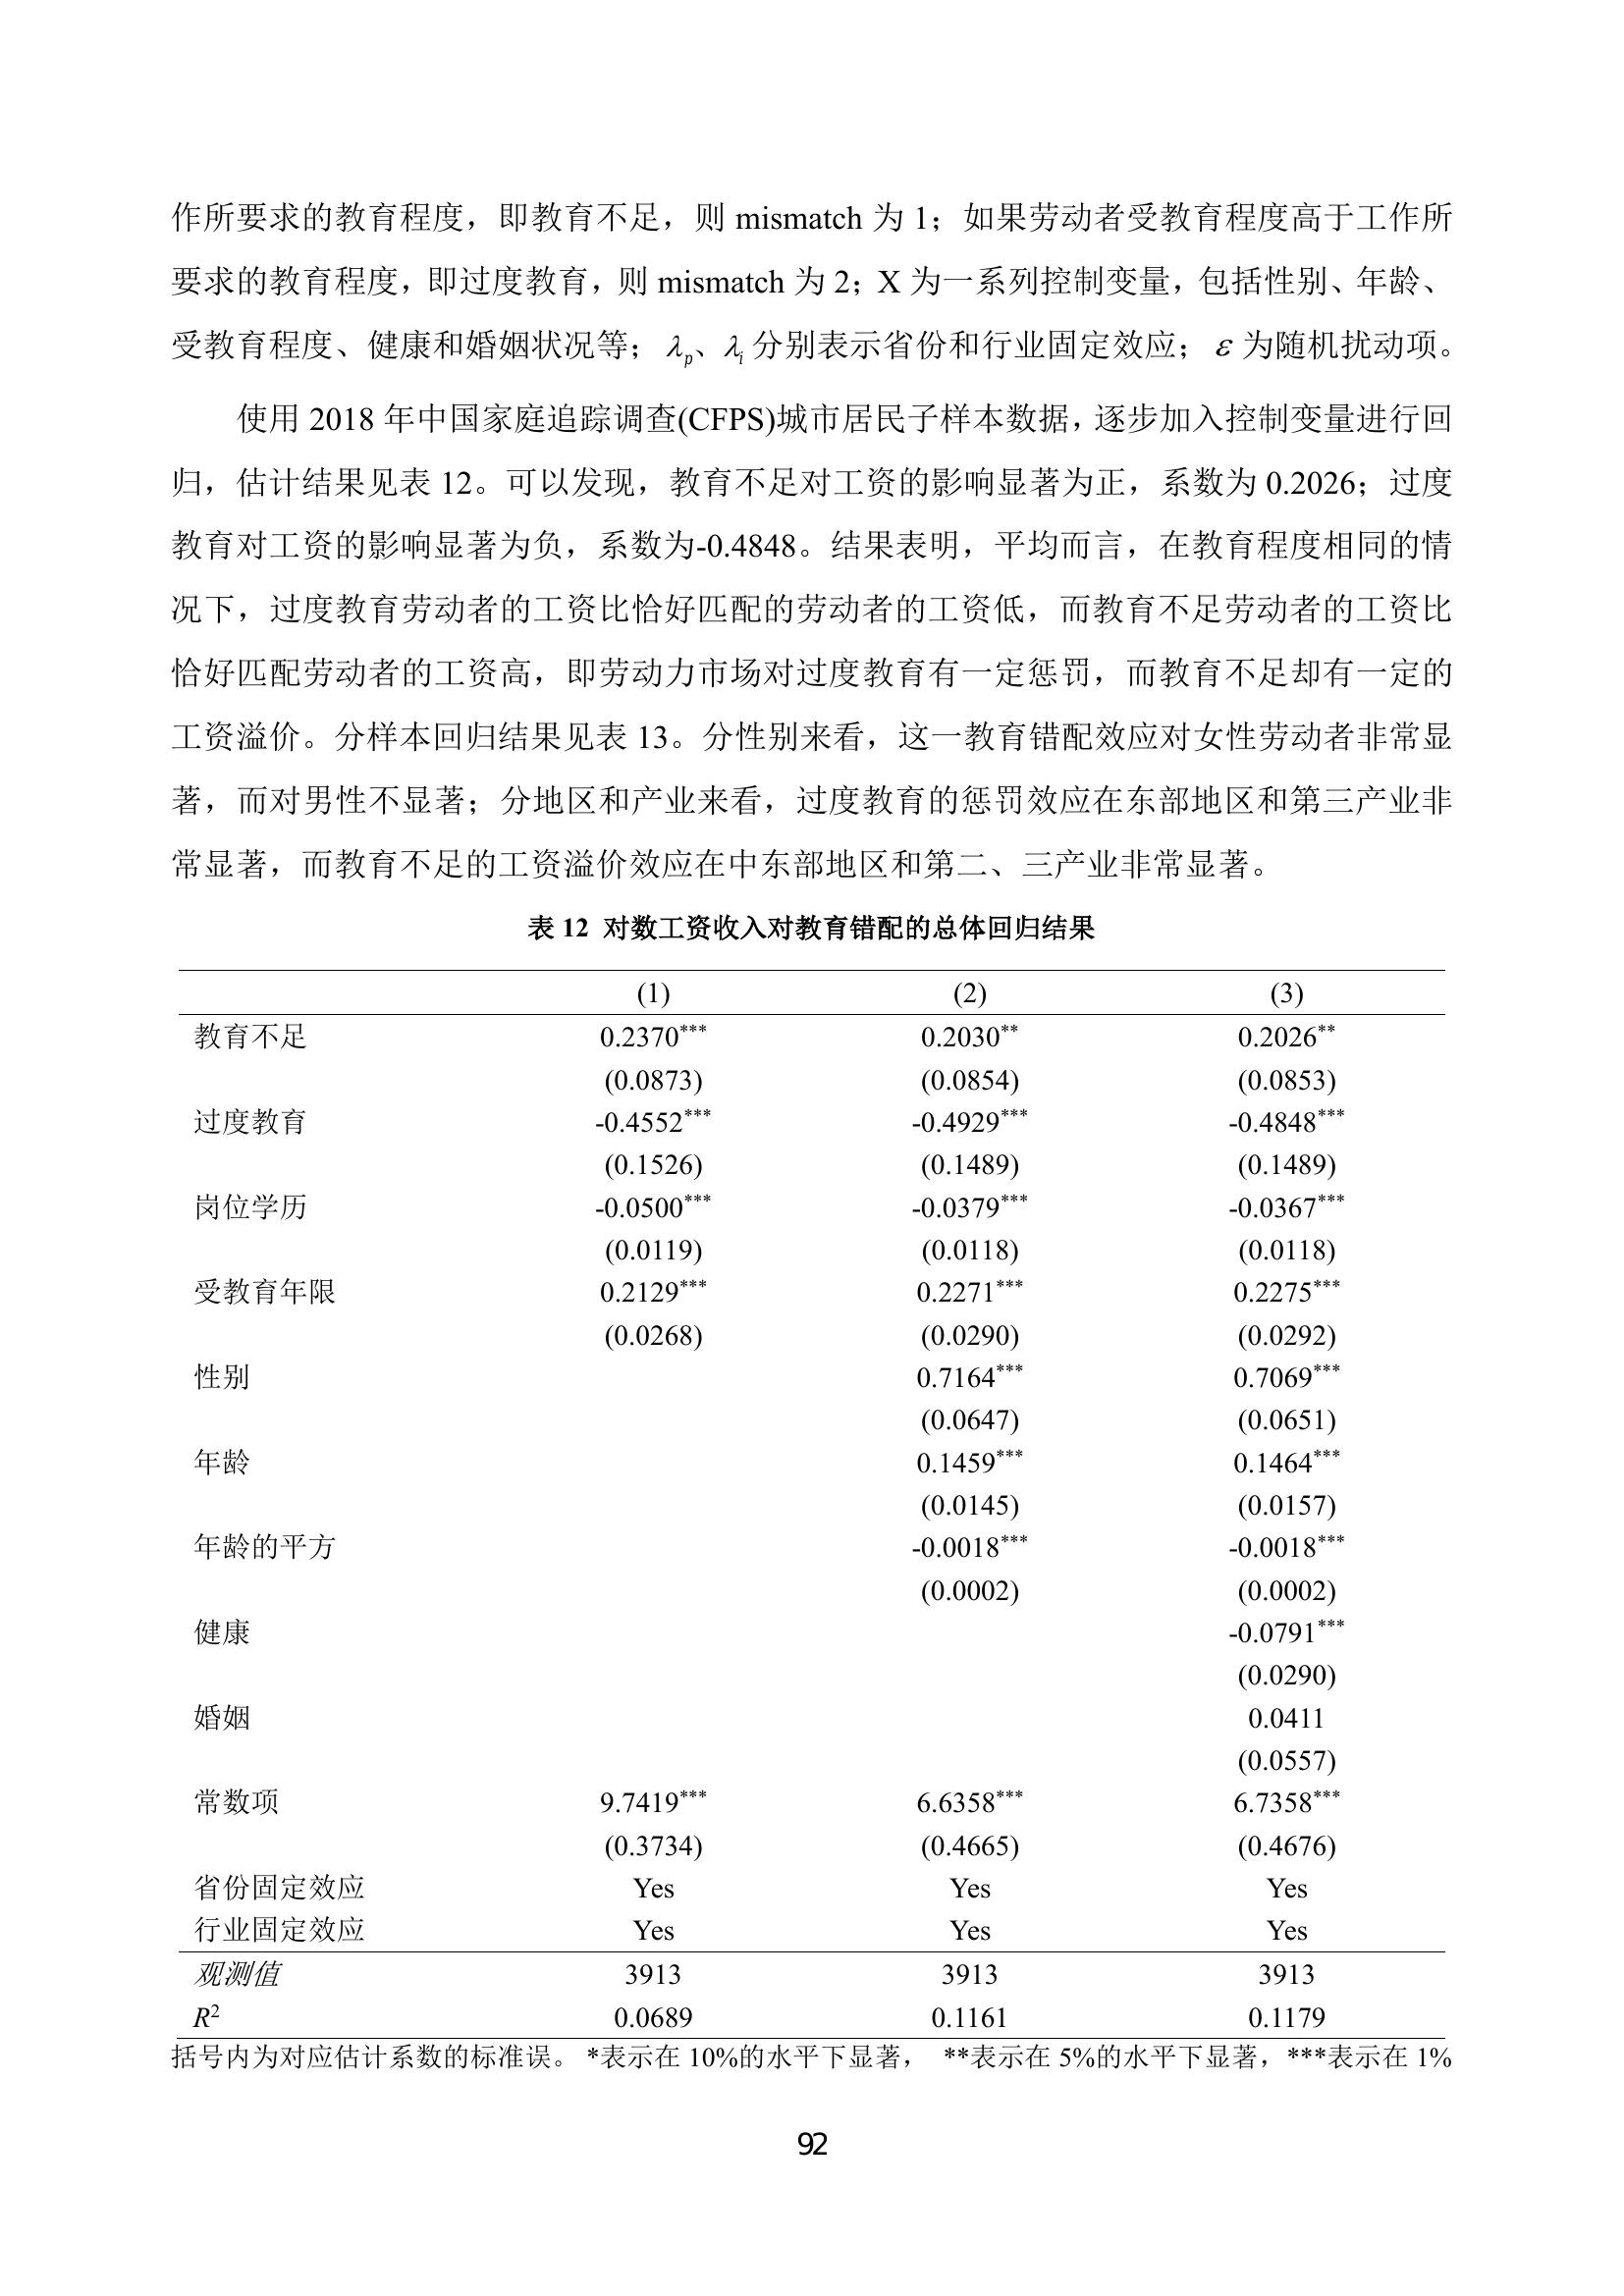 作所要求的教育程度，即教育不足，则 mismatch 为 1；如果劳动者受教育程度高于工作所
要求的教育程度，即过度教育，则 mismatch 为 2；X 为一系列控制变量，包括性别、年龄、
受教育程度、健康和婚姻状况等；λp、λi 分别表示省份和行业固定效应；ε 为随机扰动项。
使用 2018 年中国家庭追踪调查(CFPS)城市居民子样本数据，逐步加入控制变量进行回
归，估计结果见表 12。可以发现，教育不足对工资的影响显著为正，系数为 0.2026；过度
教育对工资的影响显著为负，系数为-0.4848。结果表明，平均而言，在教育程度相同的情
况下，过度教育劳动者的工资比恰好匹配的劳动者的工资低，而教育不足劳动者的工资比
恰好匹配劳动者的工资高，即劳动力市场对过度教育有一定惩罚，而教育不足却有一定的
工资溢价。分样本回归结果见表 13。分性别来看，这一教育错配效应对女性劳动者非常显
著，而对男性不显著；分地区和产业来看，过度教育的惩罚效应在东部地区和第三产业非
常显著，而教育不足的工资溢价效应在中东部地区和第二、三产业非常显著。
表 12 对数工资收入对教育错配的总体回归结果
(1) (2) (3)
教育不足 0.2370*** 0.2030** 0.2026**
(0.0873) (0.0854) (0.0853)
过度教育 -0.4552*** -0.4929*** -0.4848***
(0.1526) (0.1489) (0.1489)
岗位学历 -0.0500*** -0.0379*** -0.0367***
(0.0119) (0.0118) (0.0118)
受教育年限 0.2129*** 0.2271*** 0.2275***
(0.0268) (0.0290) (0.0292)
性别 0.7164*** 0.7069***
(0.0647) (0.0651)
年龄 0.1459*** 0.1464***
(0.0145) (0.0157)
年龄的平方 -0.0018*** -0.0018***
(0.0002) (0.0002)
健康 -0.0791***
(0.0290)
婚姻 0.0411
(0.0557)
常数项 9.7419*** 6.6358*** 6.7358***
(0.3734) (0.4665) (0.4676)
省份固定效应 Yes Yes Yes
行业固定效应 Yes Yes Yes
观测值 3913 3913 3913
R² 0.0689 0.1161 0.1179
括号内为对应估计系数的标准误。 *表示在 10%的水平下显著， **表示在 5%的水平下显著，***表示在 1%
92